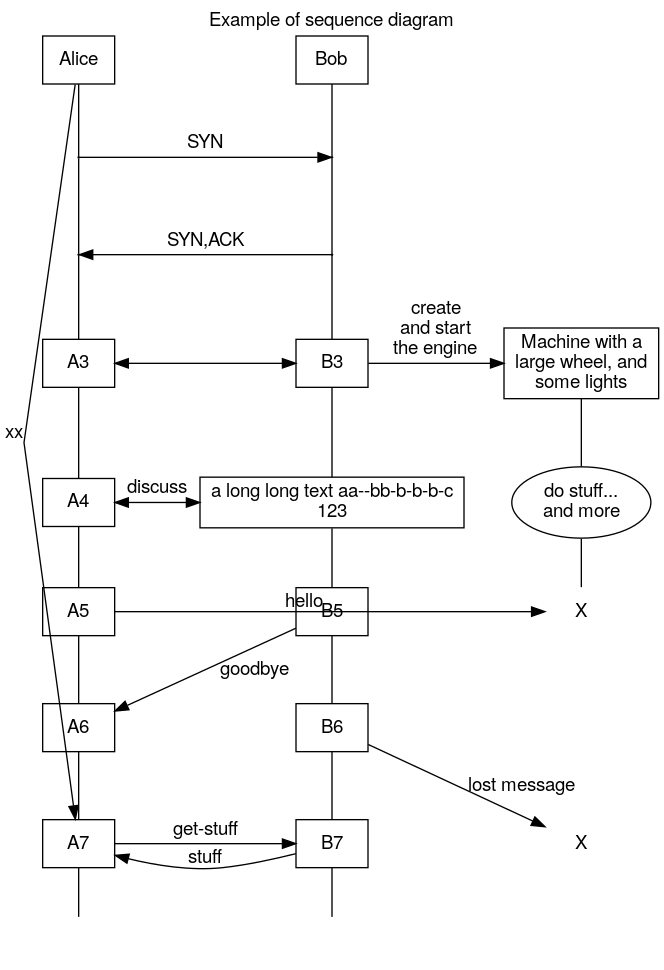 Example of sequence diagram
Alice
Bob
SYN
SYN,ACK
create
and start
the engine
A3
B3
Machine with a
large wheel, and
some lights
xx
A4
discuss
a long long text aa--bb-b-b-b-c
123
do stuff...
and more
A5
hello
B5
X
goodbye
A6
B6
lost message
A7
get-stuff
stuff
B7
X